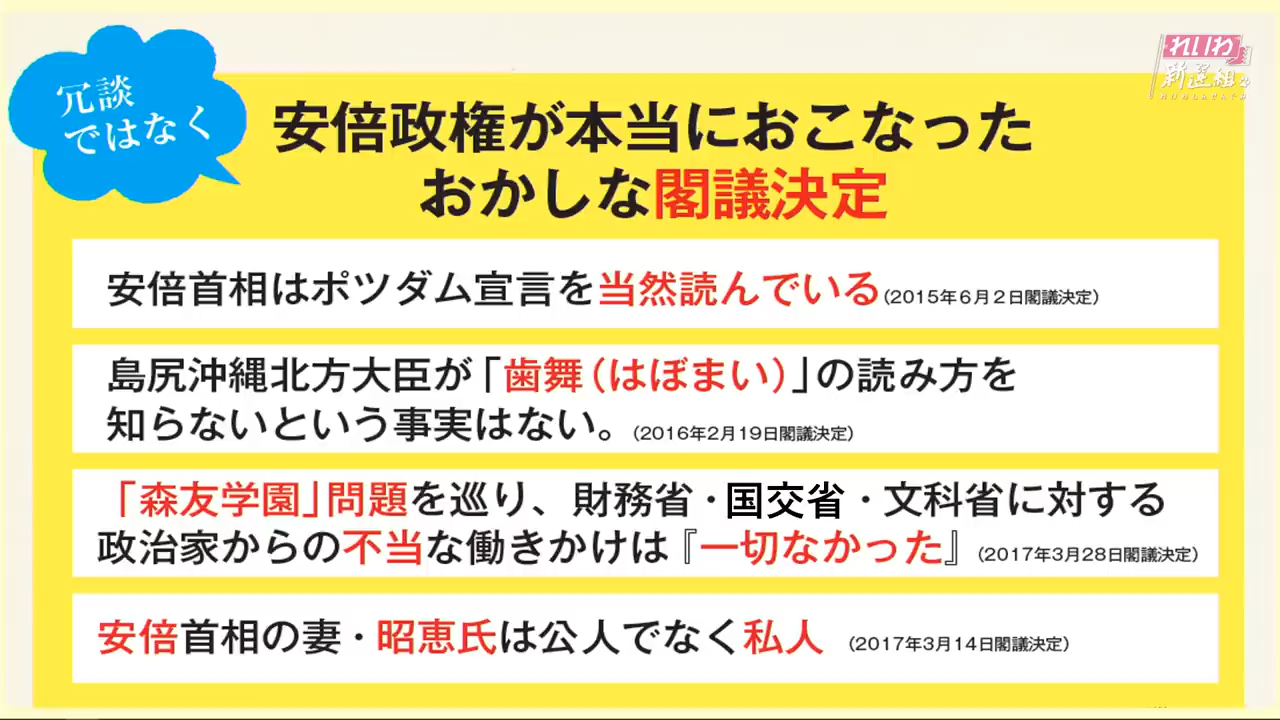 冗談
ではなく
れいわ
新選組
れいわしんせんぐみ
安倍政権が本当におこなった
おかしな閣議決定
安倍首相はポツダム宣言を当然読んでいる(2015年6月2日閣議決定)
島尻沖縄北方大臣が「歯舞(はぼまい)」の読み方を
知らないという事実はない。(2016年2月19日閣議決定)
「森友学園」問題を巡り、財務省・国交省・文科省に対する
政治家からの不当な働きかけは『一切なかった』(2017年3月28日閣議決定)
安倍首相の妻・昭恵氏は公人でなく私人 (2017年3月14日閣議決定)